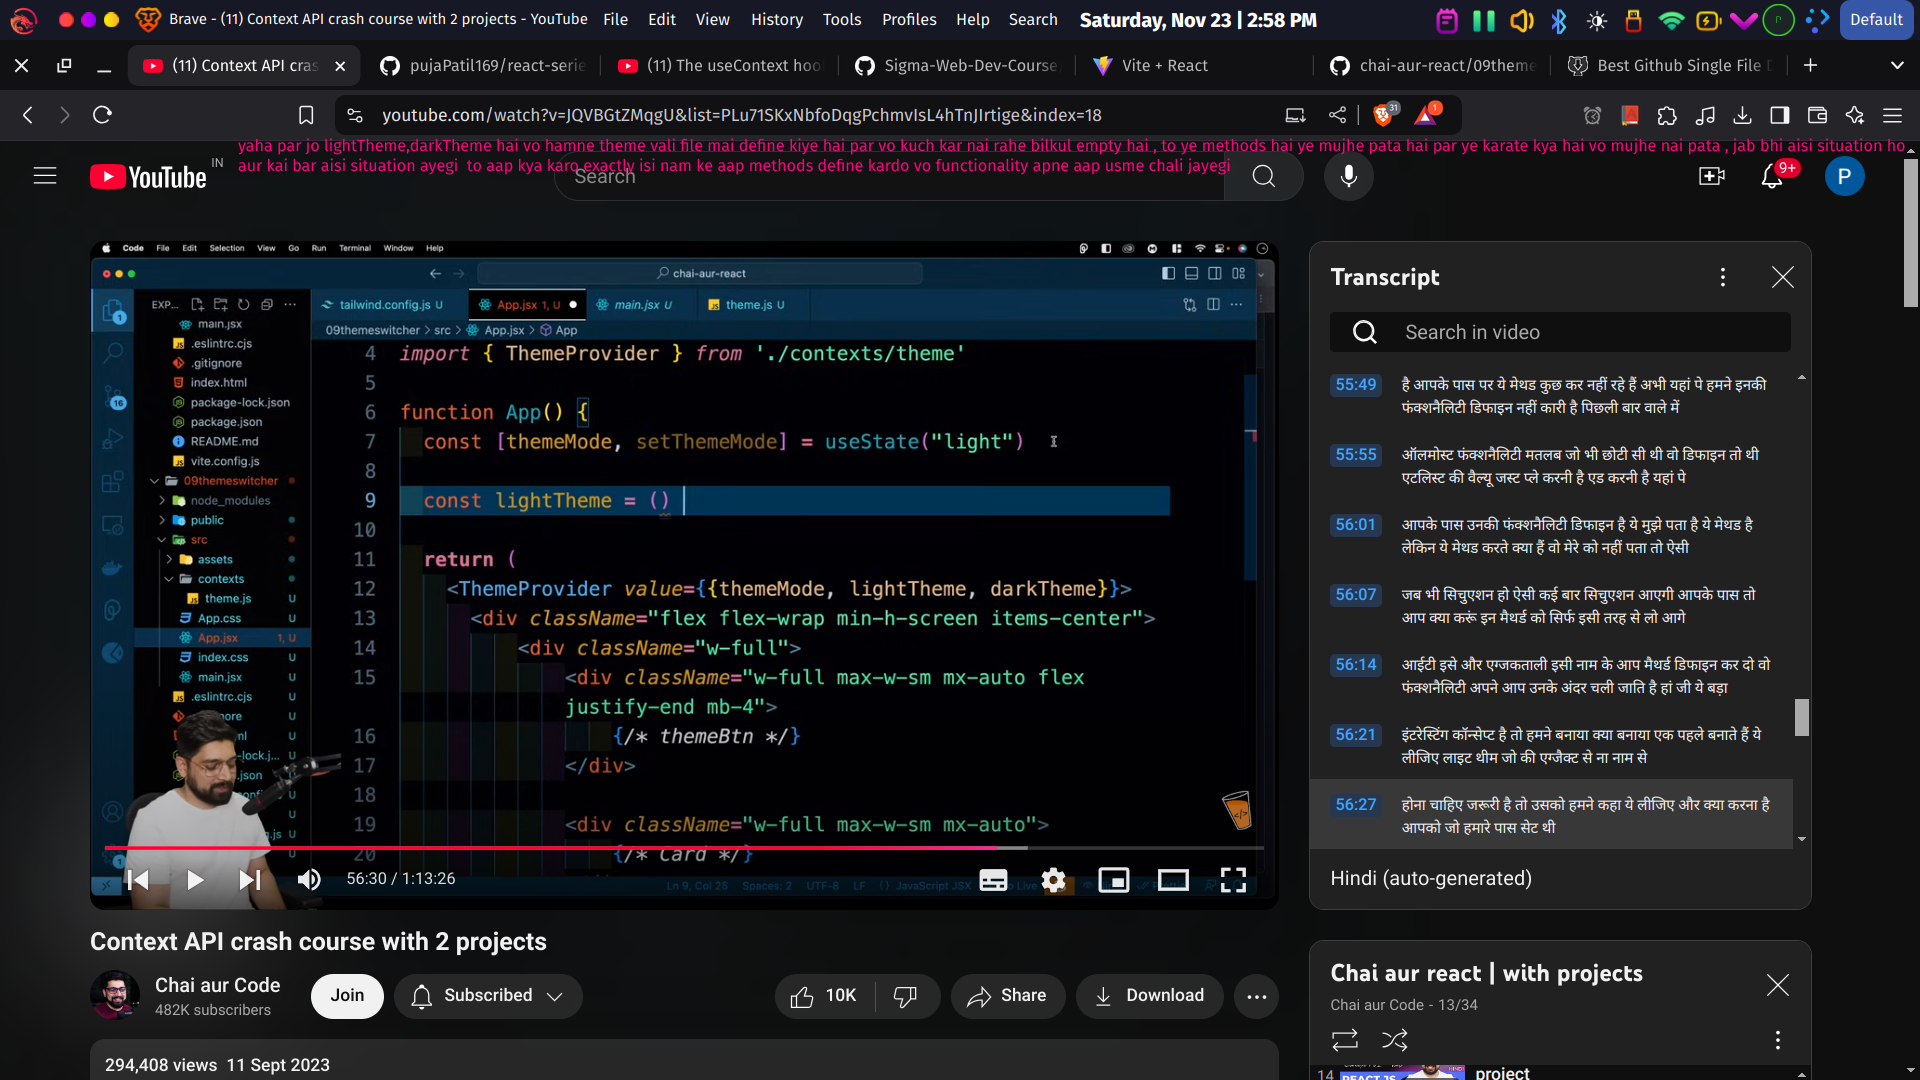 Brave - (11) Context API crash course with 2 projects - YouTube File Edit View History Tools Profiles Help Search Saturday, Nov 23 | 2:58 PM Default
(11) Context API cras pujaPatil169/react-serie (11) The useContext hoo Sigma-Web-Dev-Course Vite + React chai-aur-react/09theme Best Github Single File D
youtube.com/watch?v=JQVBGtZMqgU&list=PLu71SKxNbfoDqgPchmvIsL4hTnJIrtige&index=18 31 1
yaha par jo lightTheme,darkTheme hai vo hamne theme vali file mai define kiye hai par vo kuch kar nai rahe bilkul empty hai , to ye methods hai ye mujhe pata hai par ye karate kya hai vo mujhe nai pata , jab bhi aisi situation ho
aur kai bar aisi situation ayegi to aap kya karo exactly isi nam ke aap methods define kardo vo functionality apne aap usme chali jayegi
YouTube IN
Search
9+
P
Code File Edit Selection View Go Run Terminal Window Help
chai-aur-react
EXP...
tailwind.config.js U App.jsx 1, U main.jsx U theme.js U
09themeswitcher > src > App.jsx > App
main.jsx
.eslintrc.cjs
.gitignore
index.html
package-lock.json
package.json
README.md
vite.config.js
09themeswitcher
node_modules
public
src
assets
contexts
theme.js U
App.css U
App.jsx 1, U
index.css U
main.jsx U
.eslintrc.cjs U
4 import { ThemeProvider } from './contexts/theme'
5
6 function App() {
7 const [themeMode, setThemeMode] = useState("light")
8
9 const lightTheme = ()
10
11 return (
12 <ThemeProvider value={{themeMode, lightTheme, darkTheme}}>
13 <div className="flex flex-wrap min-h-screen items-center">
14 <div className="w-full">
15 <div className="w-full max-w-sm mx-auto flex
justify-end mb-4">
16 {/* themeBtn */}
17 </div>
18
19 <div className="w-full max-w-sm mx-auto">
20 {/* Card */}
Ln 9, Col 25 Spaces: 2 UTF-8 LF JavaScript JSX
56:30 / 1:13:26
Transcript
Search in video
55:49 है आपके पास पर ये मेथड कुछ कर नहीं रहे हैं अभी यहां पे हमने इनकी
फंक्शनैलिटी डिफाइन नहीं कारी है पिछली बार वाले में
55:55 ऑलमोस्ट फंक्शनैलिटी मतलब जो भी छोटी सी थी वो डिफाइन तो थी
एटलिस्ट की वैल्यू जस्ट प्ले करनी है एड करनी है यहां पे
56:01 आपके पास उनकी फंक्शनैलिटी डिफाइन है ये मुझे पता है ये मेथड है
लेकिन ये मेथड करते क्या हैं वो मेरे को नहीं पता तो ऐसी
56:07 जब भी सिचुएशन हो ऐसी कई बार सिचुएशन आएगी आपके पास तो
आप क्या करूं इन मैथर्ड को सिर्फ इसी तरह से लो आगे
56:14 आईटी इसे और एग्जकताली इसी नाम के आप मैथर्ड डिफाइन कर दो वो
फंक्शनैलिटी अपने आप उनके अंदर चली जाति है हां जी ये बड़ा
56:21 इंटरेस्टिंग कॉन्सेप्ट है तो हमने बनाया क्या बनाया एक पहले बनाते हैं ये
लीजिए लाइट थीम जो की एग्जैक्ट से ना नाम से
56:27 होना चाहिए जरूरी है तो उसको हमने कहा ये लीजिए और क्या करना है
आपको जो हमारे पास सेट थी
Hindi (auto-generated)
Context API crash course with 2 projects
Chai aur Code
482K subscribers
Join Subscribed 10K Share Download
294,408 views 11 Sept 2023
Chai aur react | with projects
Chai aur Code - 13/34
14 project
REACT JS